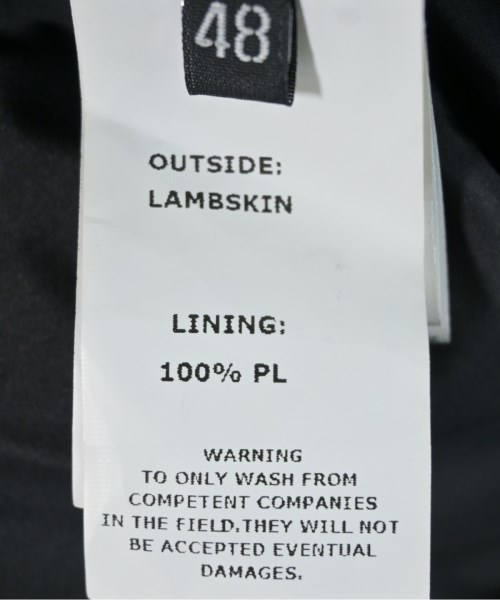 48
OUTSIDE:
LAMBSKIN
LINING:
100% PL
WARNING
TO ONLY WASH FROM
COMPETENT COMPANIES
IN THE FIELD.THEY WILL NOT
BE ACCEPTED EVENTUAL
DAMAGES.